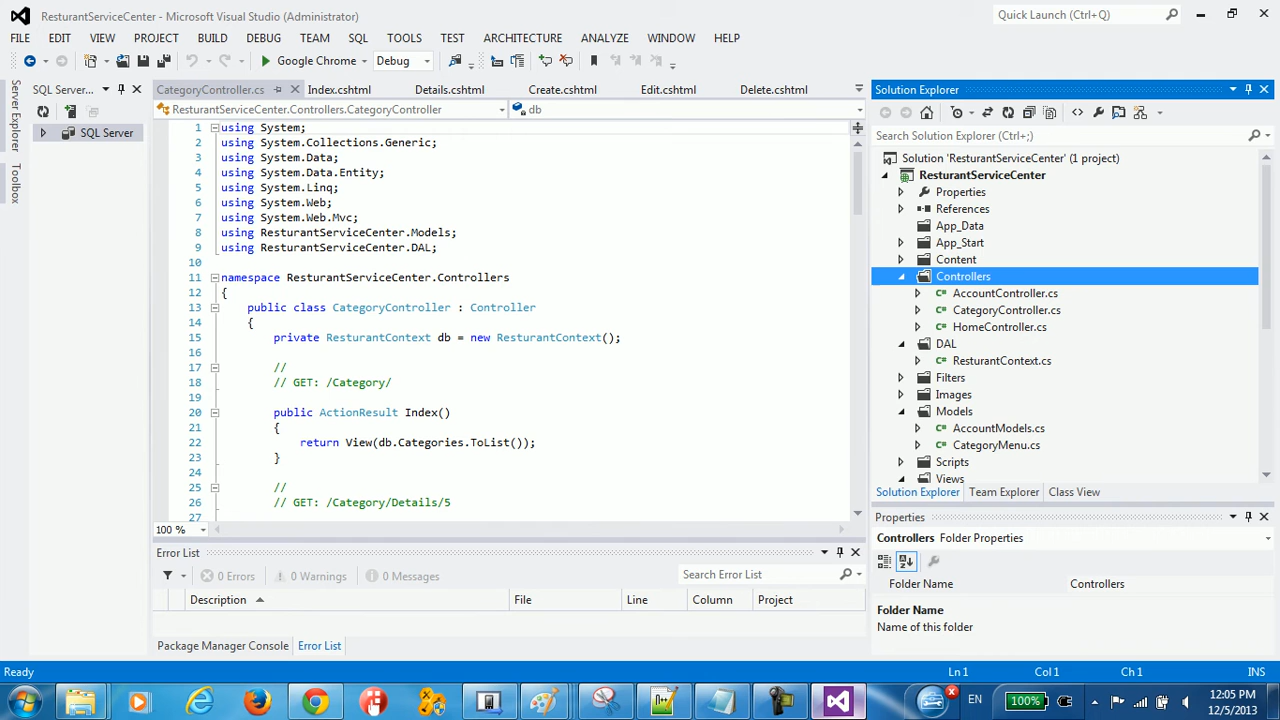 ResturantServiceCenter - Microsoft Visual Studio (Administrator)
Quick Launch (Ctrl+Q)
FILE EDIT VIEW PROJECT BUILD DEBUG TEAM SQL TOOLS TEST ARCHITECTURE ANALYZE WINDOW HELP
Google Chrome Debug
Server Explorer
Toolbox
SQL Server...
SQL Server
CategoryController.cs Index.cshtml Details.cshtml Create.cshtml Edit.cshtml Delete.cshtml
ResturantServiceCenter.Controllers.CategoryController db
1 using System;
2 using System.Collections.Generic;
3 using System.Data;
4 using System.Data.Entity;
5 using System.Linq;
6 using System.Web;
7 using System.Web.Mvc;
8 using ResturantServiceCenter.Models;
9 using ResturantServiceCenter.DAL;
10
11 namespace ResturantServiceCenter.Controllers
12 {
13 public class CategoryController : Controller
14 {
15 private ResturantContext db = new ResturantContext();
16
17 //
18 // GET: /Category/
19
20 public ActionResult Index()
21 {
22 return View(db.Categories.ToList());
23 }
24
25 //
26 // GET: /Category/Details/5
27
100 %
Error List
0 Errors 0 Warnings 0 Messages Search Error List
Description File Line Column Project
Package Manager Console Error List
Solution Explorer
Search Solution Explorer (Ctrl+;)
Solution 'ResturantServiceCenter' (1 project)
ResturantServiceCenter
Properties
References
App_Data
App_Start
Content
Controllers
AccountController.cs
CategoryController.cs
HomeController.cs
DAL
ResturantContext.cs
Filters
Images
Models
AccountModels.cs
CategoryMenu.cs
Scripts
Views
Solution Explorer Team Explorer Class View
Properties
Controllers Folder Properties
Folder Name Controllers
Folder Name
Name of this folder
Ready Ln 1 Col 1 Ch 1 INS
EN 100% 12:05 PM
12/5/2013